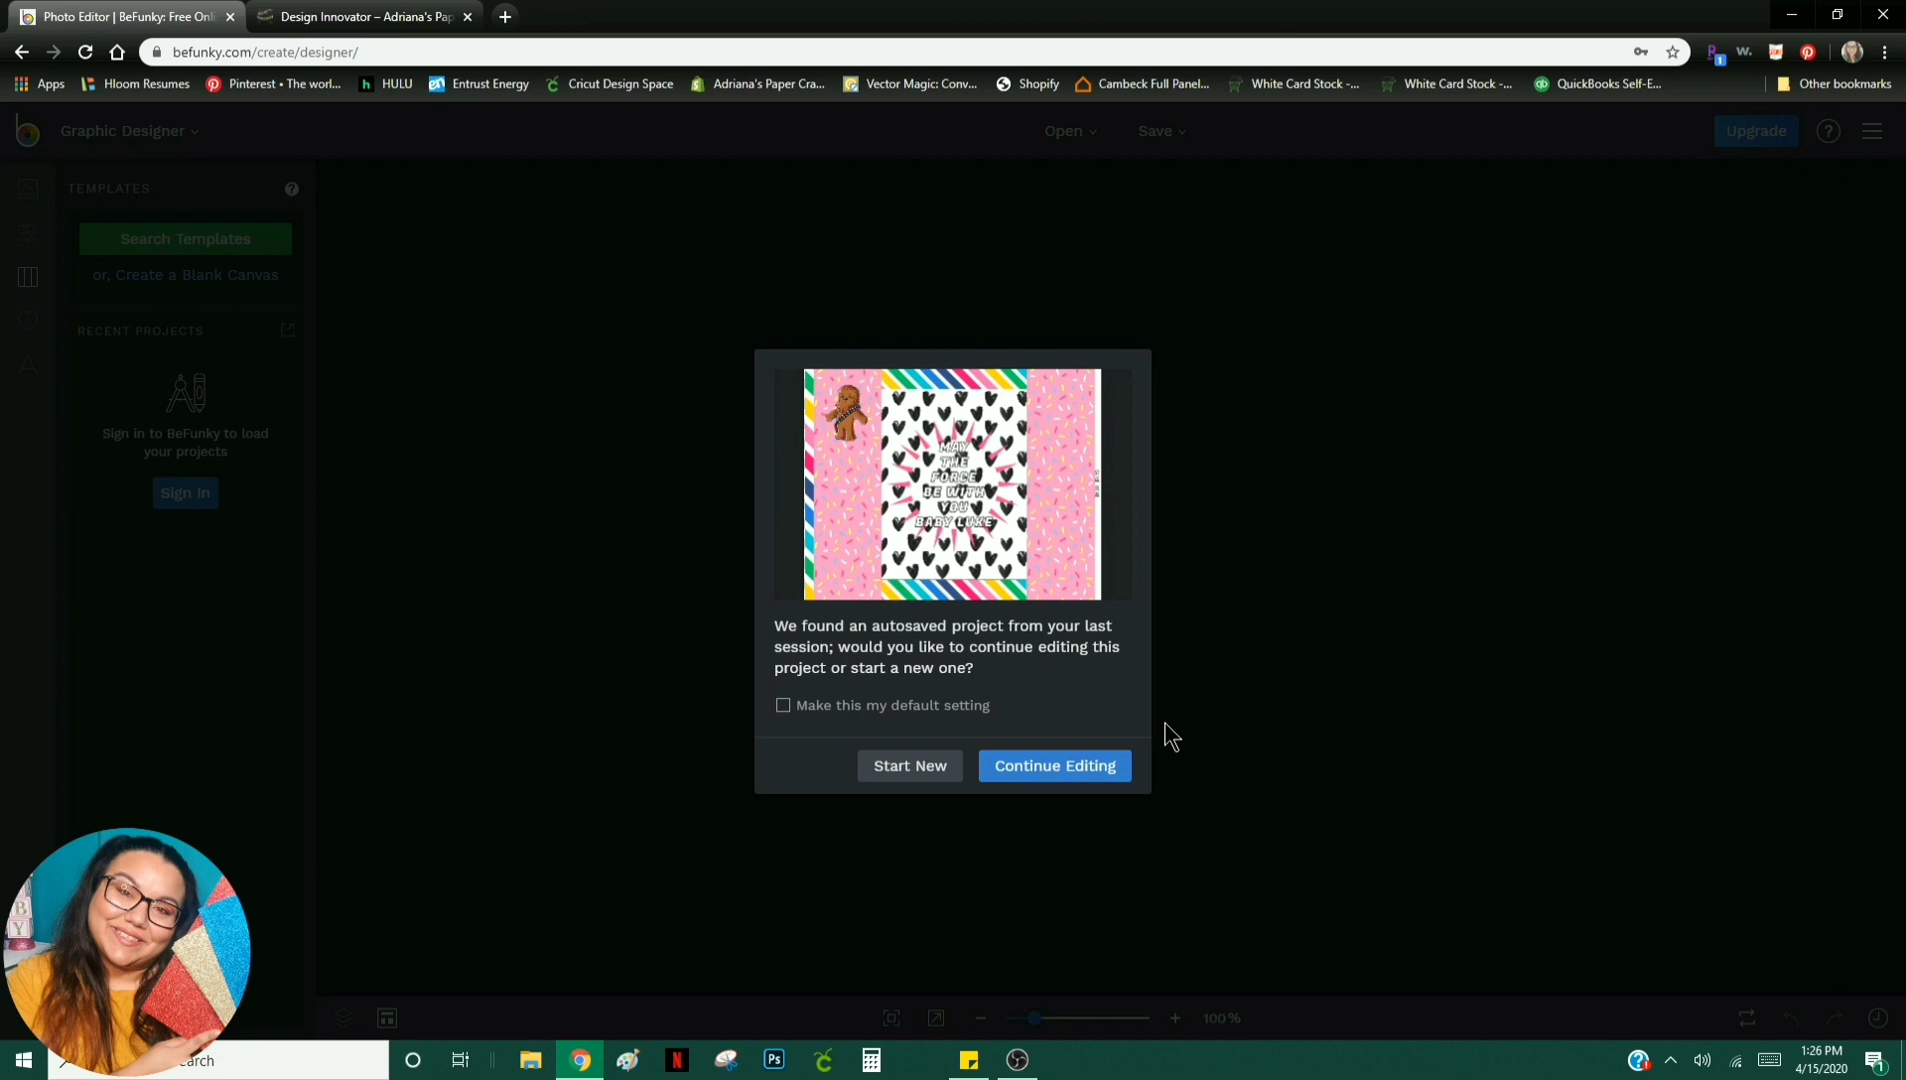 Photo Editor | BeFunky: Free Onli
Design Innovator – Adriana's Pap
befunky.com/create/designer/
Apps
Hloom Resumes
Pinterest • The worl...
HULU
Entrust Energy
Cricut Design Space
Adriana's Paper Cra...
Vector Magic: Conv...
Shopify
Cambeck Full Panel...
White Card Stock -...
White Card Stock -...
QuickBooks Self-E...
Other bookmarks
Graphic Designer
Open
Save
Upgrade
TEMPLATES
Search Templates
or, Create a Blank Canvas
RECENT PROJECTS
Sign in to BeFunky to load
your projects
Sign In
MAY
THE
FORCE
BE WITH
YOU
BABY LUKE
We found an autosaved project from your last
session; would you like to continue editing this
project or start a new one?
Make this my default setting
Start New
Continue Editing
100 %
B
Y
earch
Ps
1:26 PM
4/15/2020